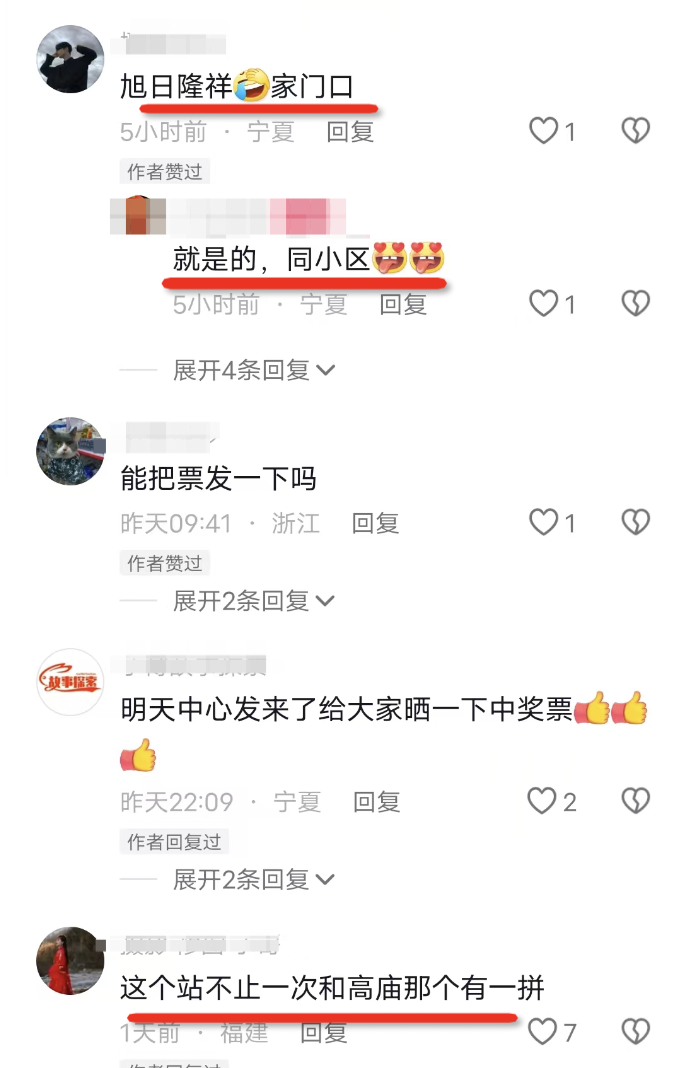 旭日隆祥🤣家门口
5小时前 · 宁夏 回复 1
作者赞过
就是的，同小区😍😍
5小时前 · 宁夏 回复 1
展开4条回复
能把票发一下吗
昨天09:41 · 浙江 回复 1
作者赞过
展开2条回复
故事探索
明天中心发来了给大家晒一下中奖票👍👍
👍
昨天22:09 · 宁夏 回复 2
作者回复过
展开2条回复
这个站不止一次和高庙那个有一拼
1天前 · 福建 回复 7
作者回复过